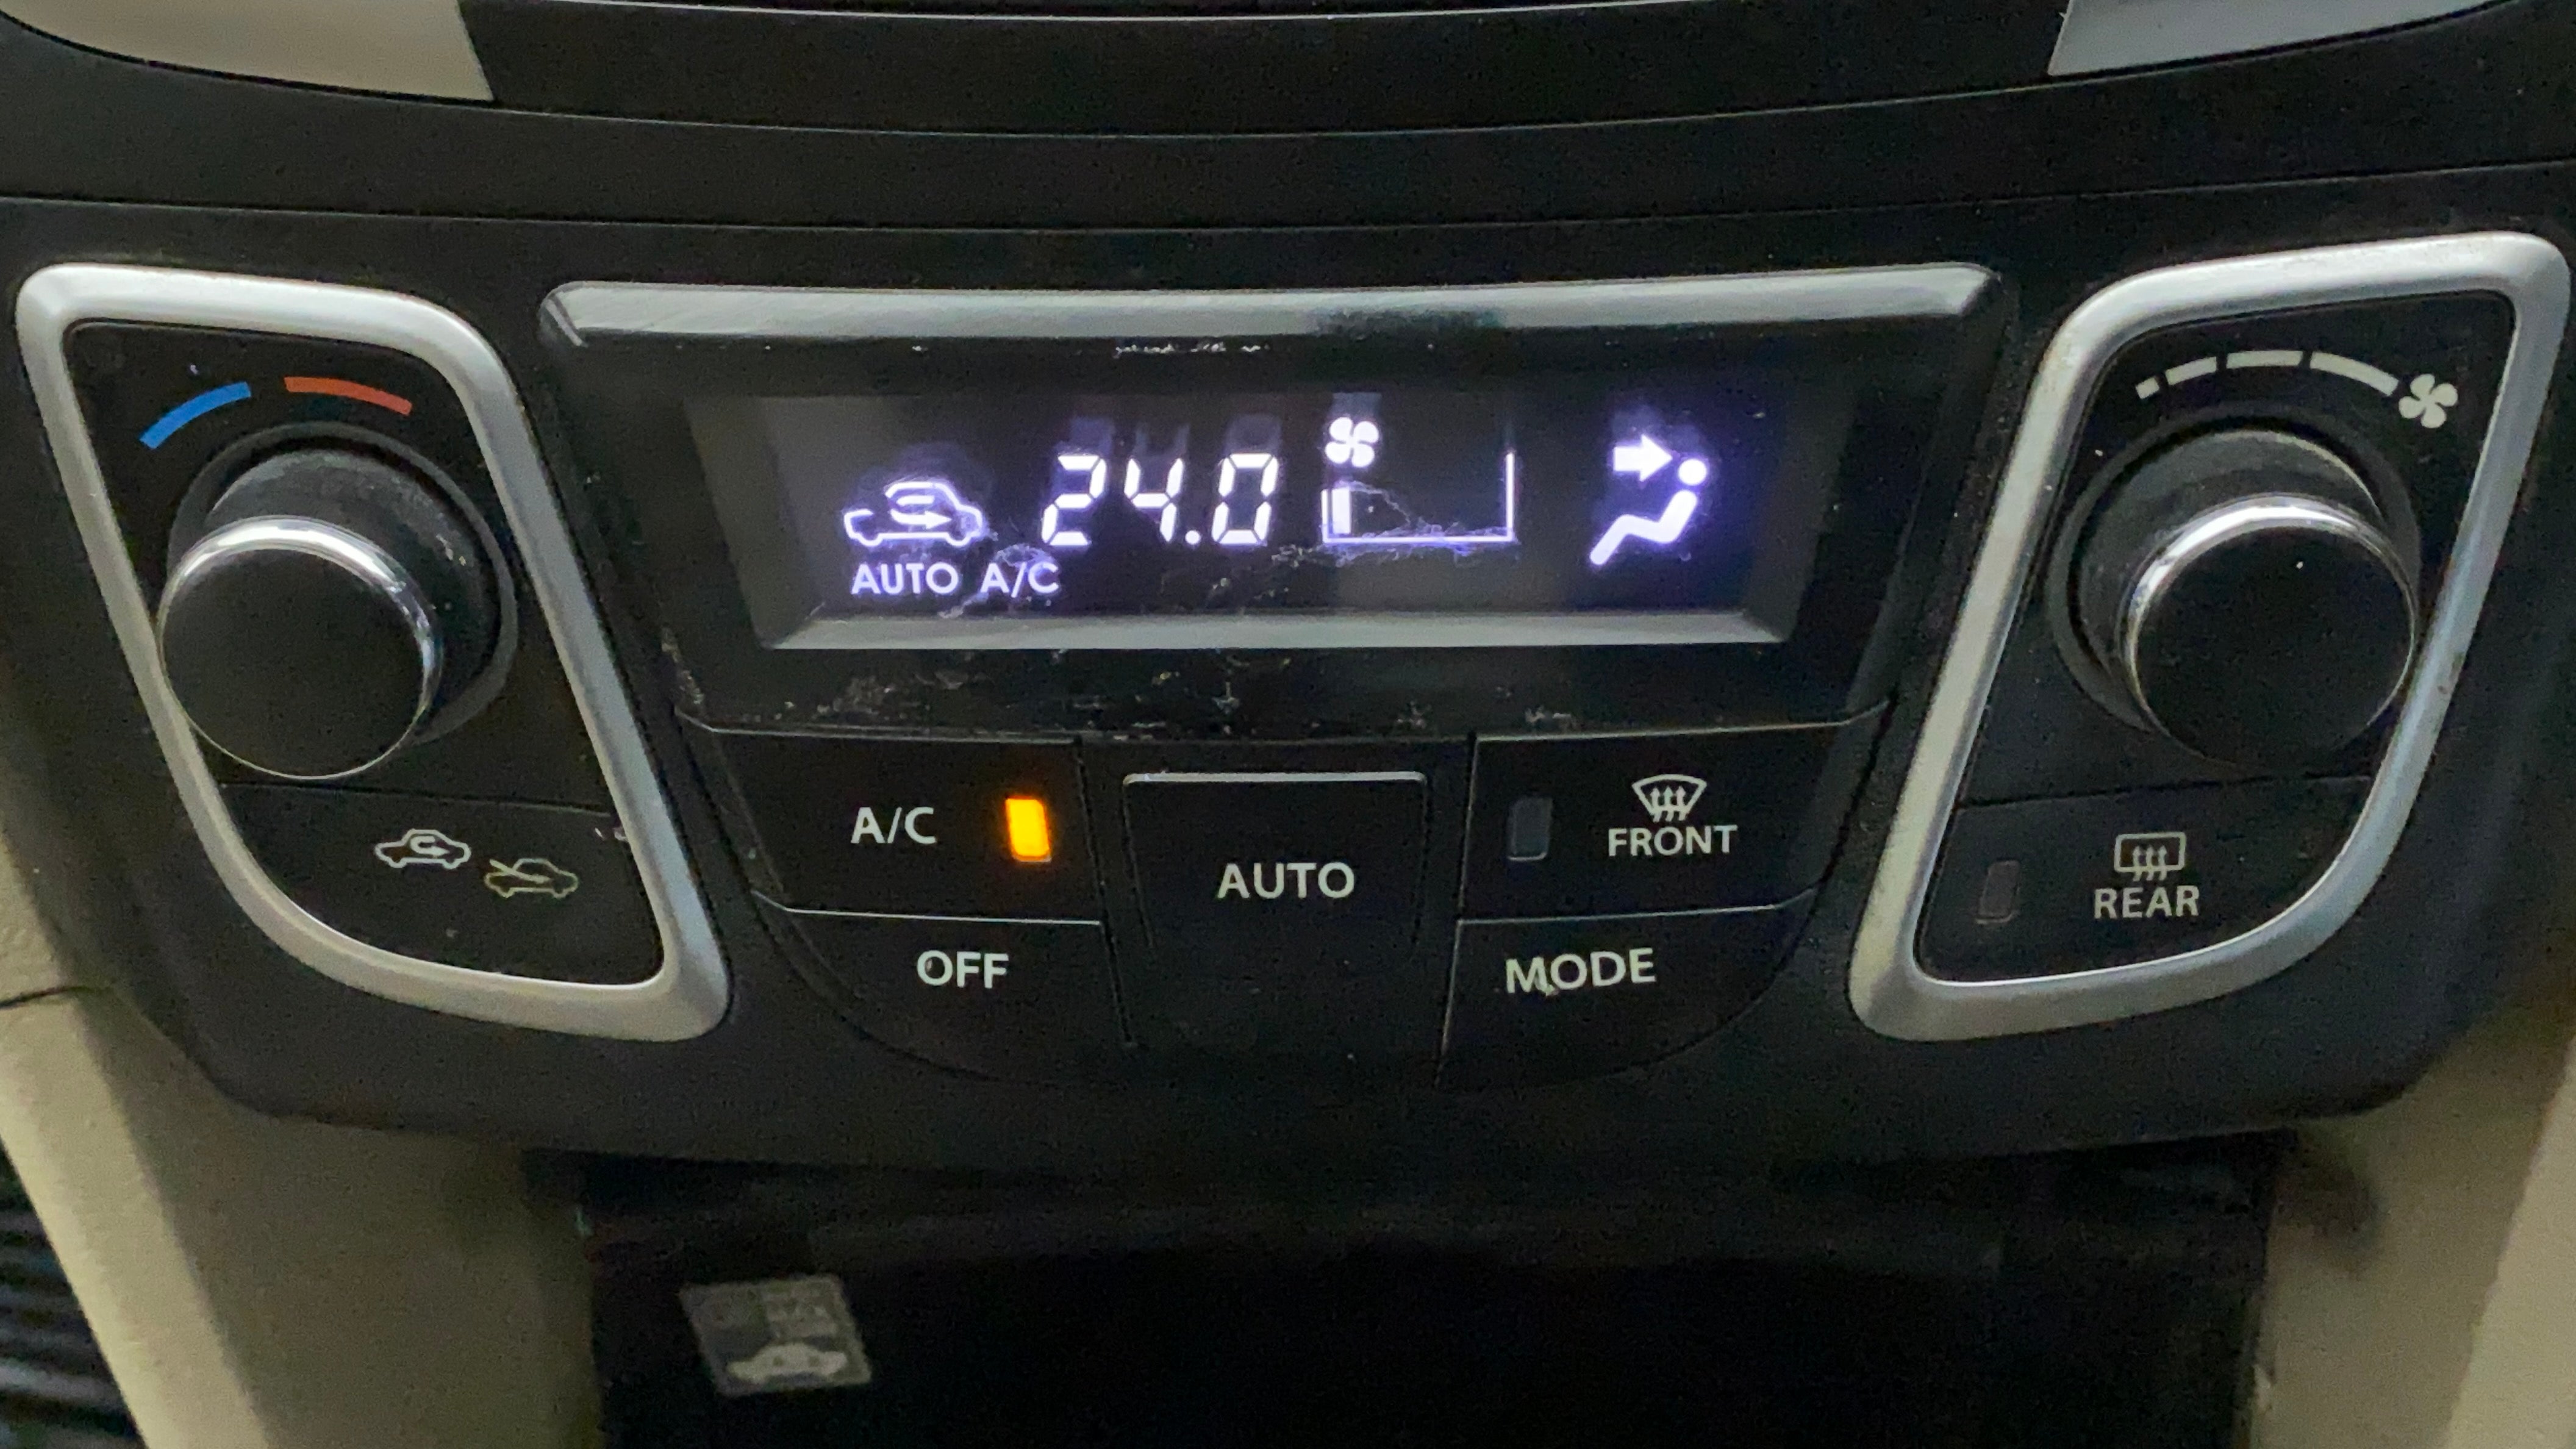 24.0
AUTO A/C
A/C
FRONT
AUTO
REAR
OFF
MODE